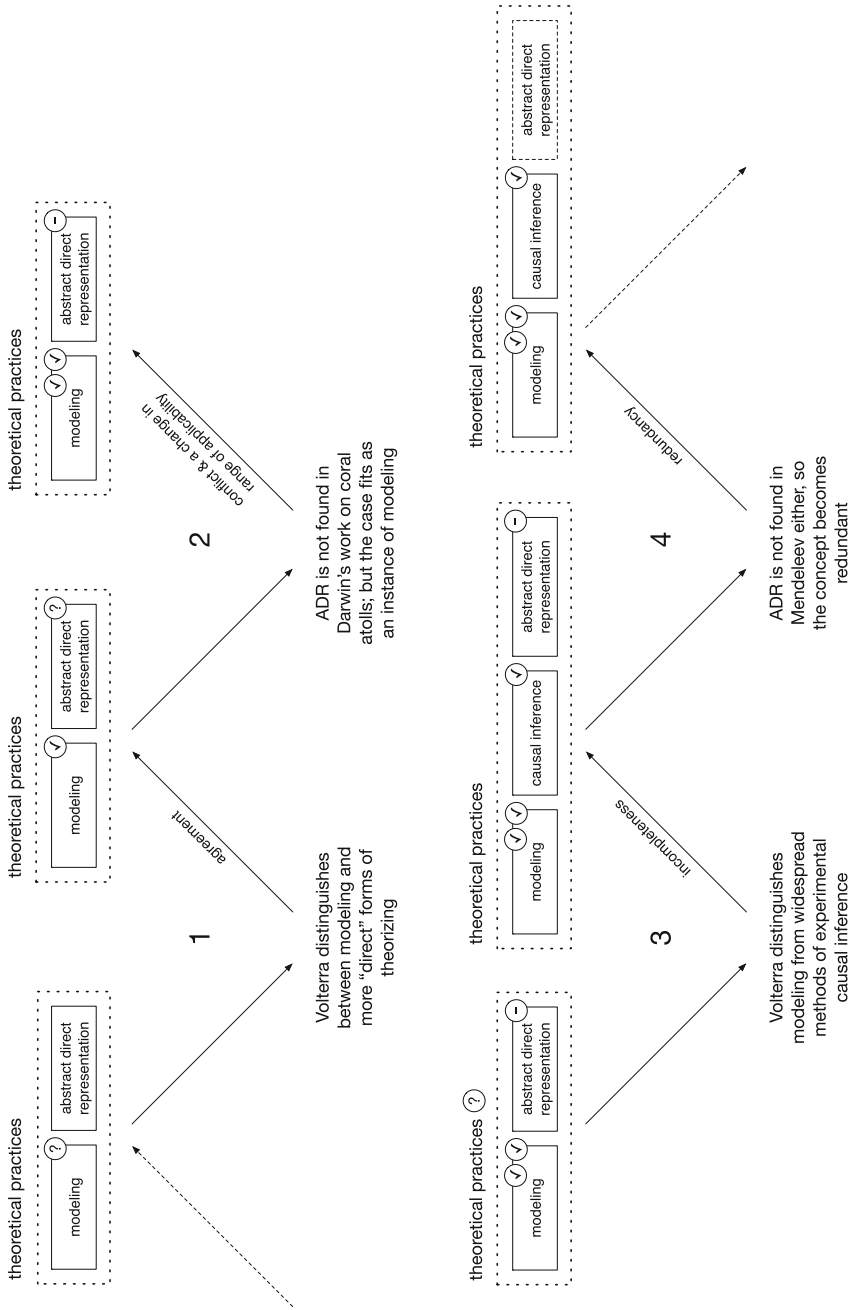 theoretical practices
modeling
?
abstract direct
representation
theoretical practices
modeling
✓
abstract direct
representation
?
theoretical practices
modeling
✓ ✓
abstract direct
representation
–
1
agreement
2
conflict & a change in
range of applicability
Volterra distinguishes
between modeling and
more “direct” forms of
theorizing
ADR is not found in
Darwin's work on coral
atolls; but the case fits as
an instance of modeling
theoretical practices ?
modeling
✓ ✓
abstract direct
representation
–
theoretical practices
modeling
✓ ✓
causal inference
✓
abstract direct
representation
–
theoretical practices
modeling
✓ ✓
causal inference
✓
abstract direct
representation
3
incompleteness
4
redundancy
Volterra distinguishes
modeling from widespread
methods of experimental
causal inference
ADR is not found in
Mendeleev either, so
the concept becomes
redundant